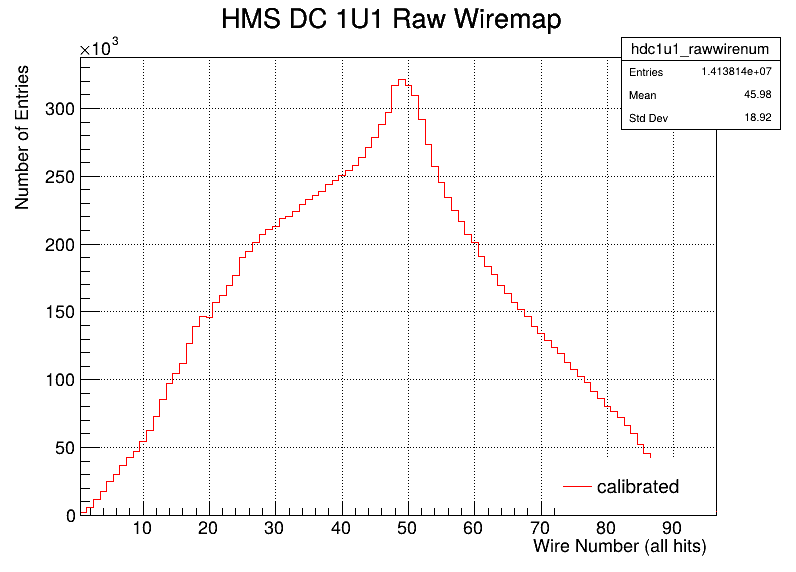 HMS DC 1U1 Raw Wiremap
×10³
hdc1u1_rawwirenum
Entries 1.413814e+07
Mean 45.98
Std Dev 18.92
Number of Entries
300
250
200
150
100
50
0
10 20 30 40 50 60 70 80 90
calibrated
Wire Number (all hits)